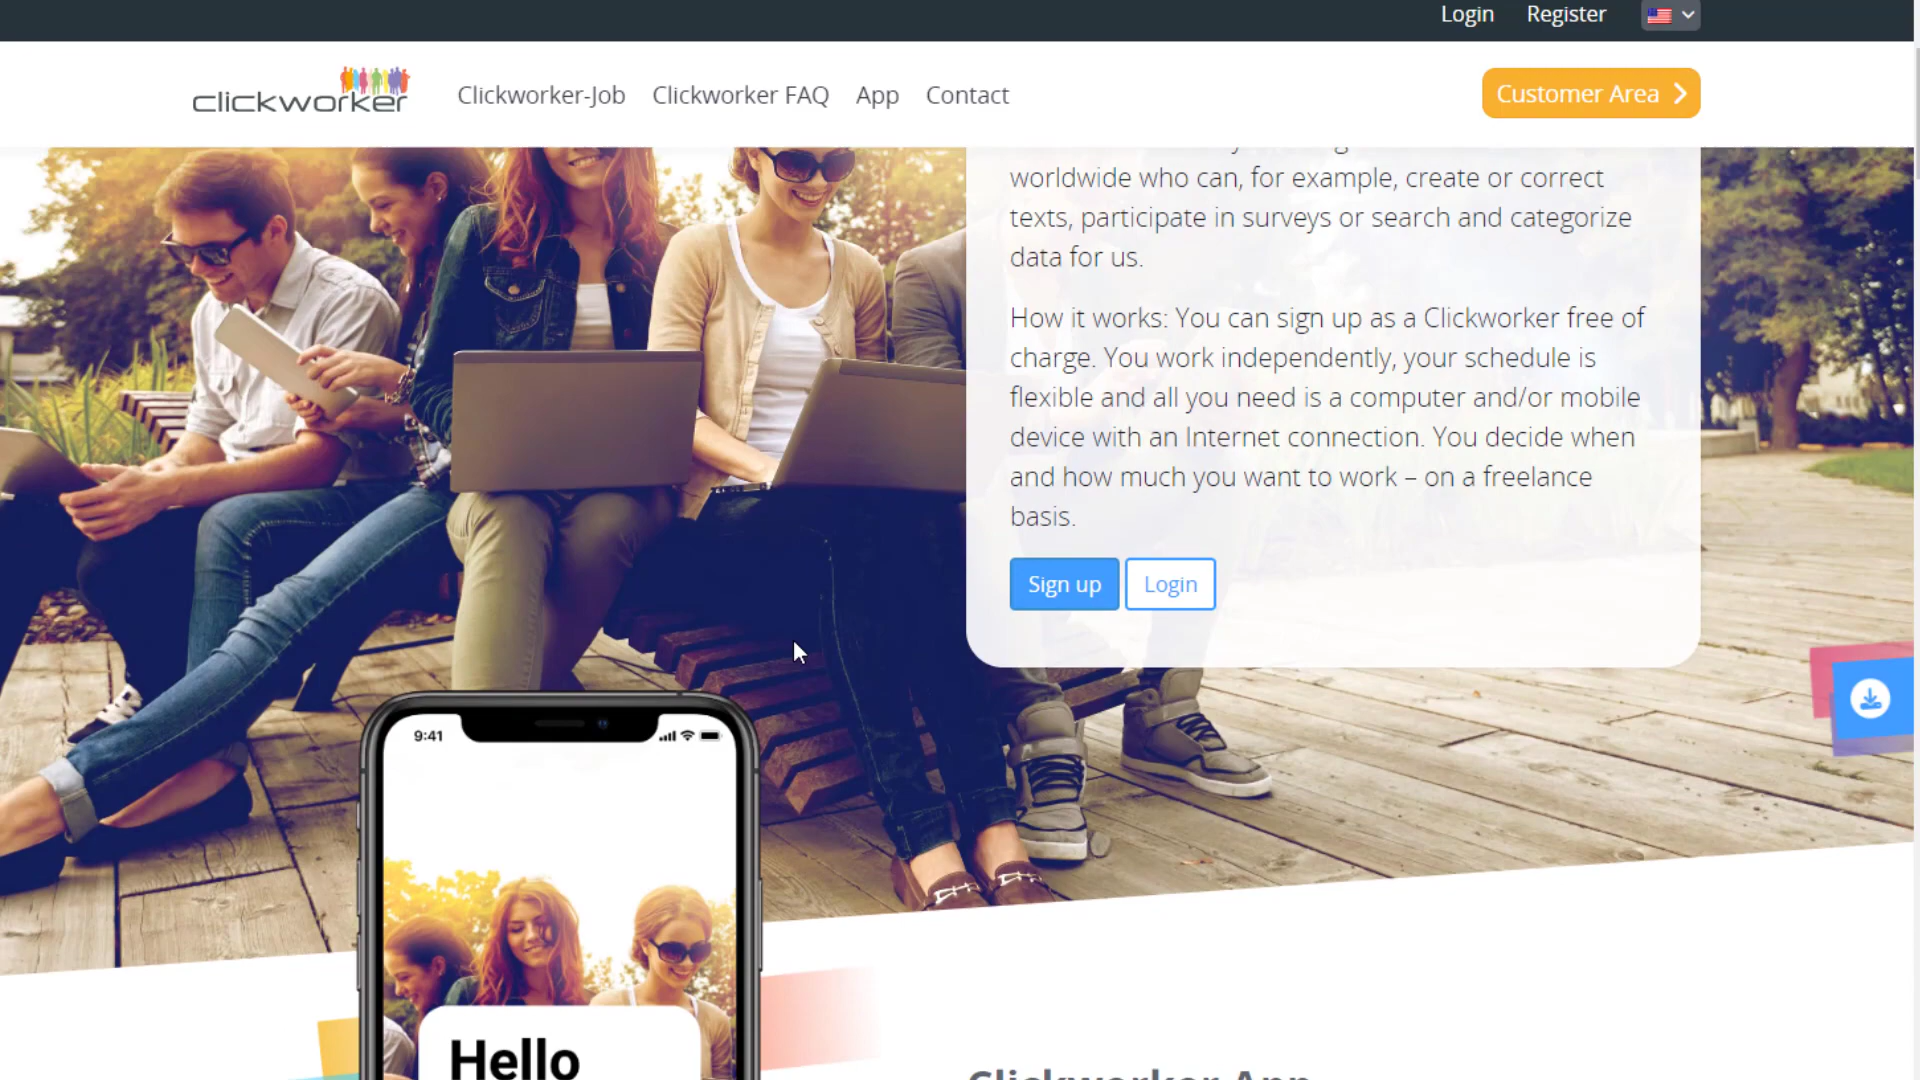 Login Register
clickworker Clickworker-Job Clickworker FAQ App Contact Customer Area
worldwide who can, for example, create or correct
texts, participate in surveys or search and categorize
data for us.
How it works: You can sign up as a Clickworker free of
charge. You work independently, your schedule is
flexible and all you need is a computer and/or mobile
device with an Internet connection. You decide when
and how much you want to work – on a freelance
basis.
Sign up Login
9:41
Hello
Clickworker App